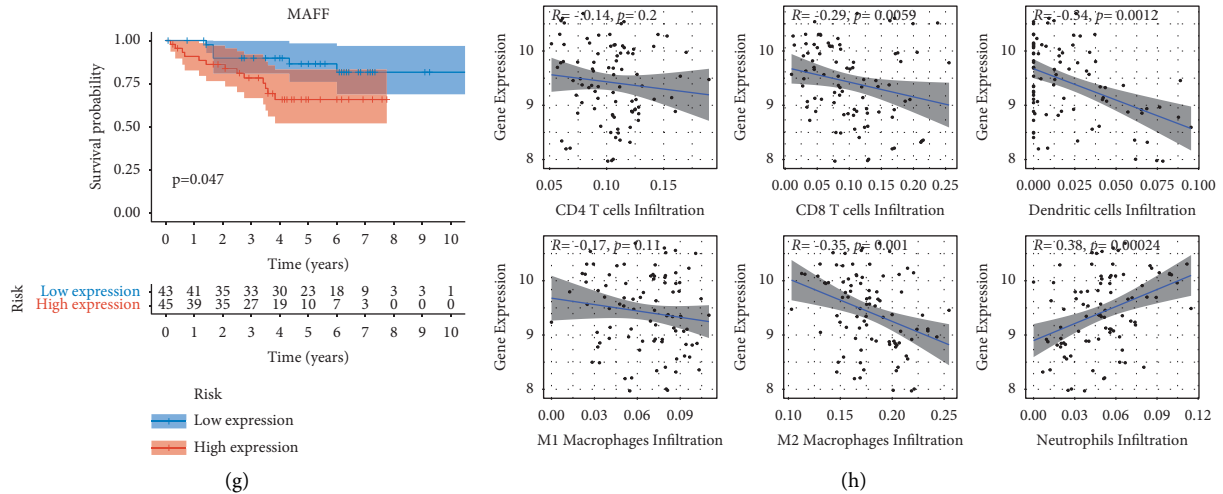 MAFF
1.00
0.75
0.50
0.25
0.00
Survival probability
p=0.047
0 1 2 3 4 5 6 7 8 9 10
Time (years)
Risk
Low expression 43 41 35 33 30 23 18 9 3 3 1
High expression 45 39 35 27 19 10 7 3 0 0 0
0 1 2 3 4 5 6 7 8 9 10
Time (years)
Risk
Low expression
High expression
(g)
R= -0.14, p= 0.2
Gene Expression
10
9
8
0.05 0.10 0.15
CD4 T cells Infiltration
R= -0.29, p= 0.0059
Gene Expression
10
9
8
0.00 0.05 0.10 0.15 0.20 0.25
CD8 T cells Infiltration
R= -0.34, p= 0.0012
Gene Expression
11
10
9
8
0.000 0.025 0.050 0.075 0.100
Dendritic cells Infiltration
R= -0.17, p= 0.11
Gene Expression
10
9
8
0.00 0.03 0.06 0.09
M1 Macrophages Infiltration
R= -0.35, p= 0.001
Gene Expression
10
9
8
0.10 0.15 0.20 0.25
M2 Macrophages Infiltration
R= 0.38, p= 0.00024
Gene Expression
10
9
8
0.00 0.03 0.06 0.09 0.12
Neutrophils Infiltration
(h)